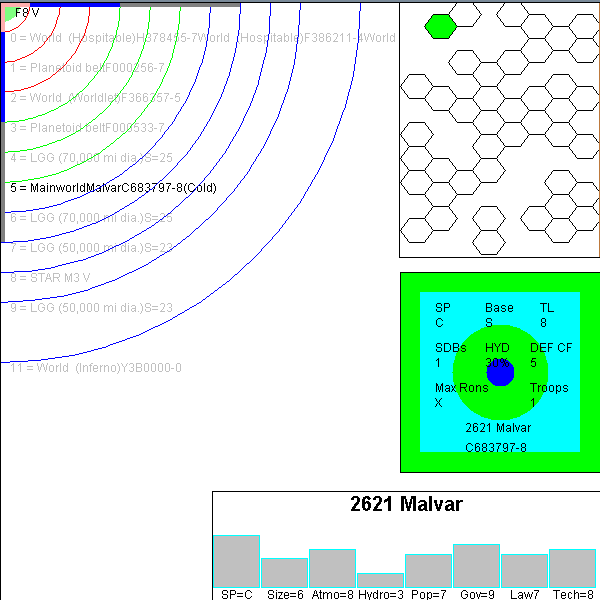 F8 V
0 = World (Hospitable)H878455-7World (Hospitable)F386211-4World
1 = Planetoid beltF000256-7
2 = World (Worldlet)F366357-5
3 = Planetoid beltF000533-7
4 = LGG (70,000 mi dia.)S=25
5 = MainworldMalvarC683797-8(Cold)
6 = LGG (70,000 mi dia.)S=25
7 = LGG (50,000 mi dia.)S=23
8 = STAR M3 V
9 = LGG (50,000 mi dia.)S=23
11 = World (Inferno)Y3B0000-0
SP Base TL
C S 8
SDBs HYD DEF CF
1 5
Max Rons Troops
X 1
2621 Malvar
C683797-8
2621 Malvar
SP=C Size=6 Atmo=8 Hydro=3 Pop=7 Gov=9 Law7 Tech=8